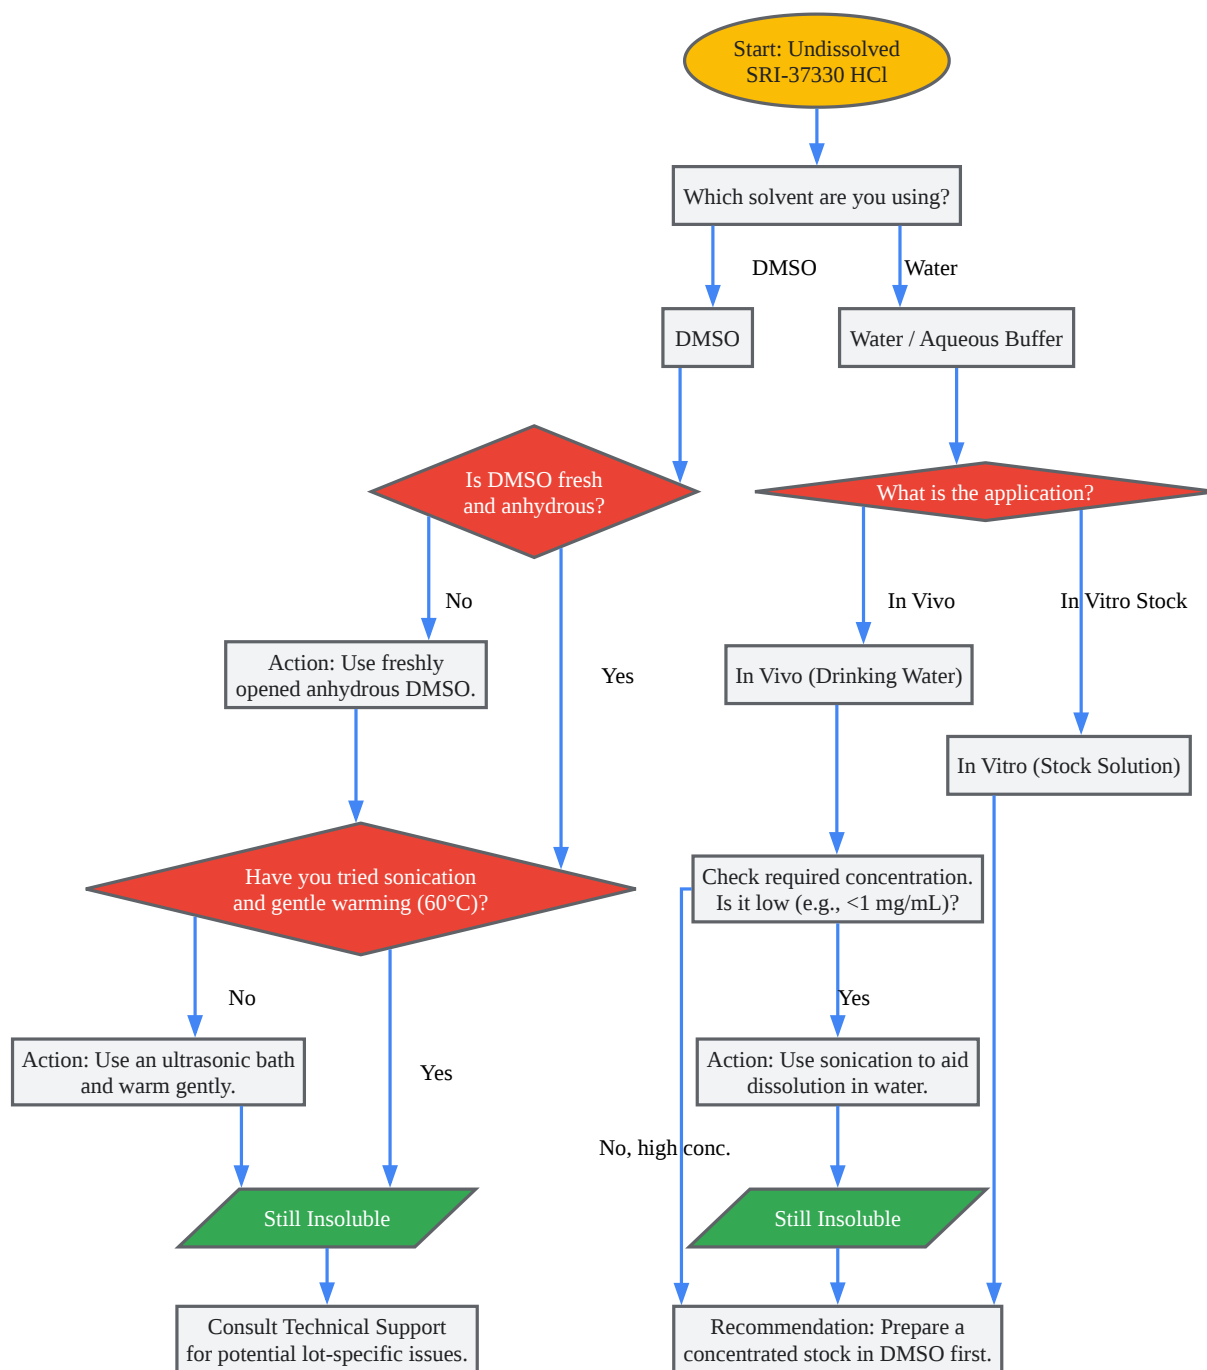 Start: Undissolved
SRI-37330 HCl
Which solvent are you using?
DMSO
Water
DMSO
Water / Aqueous Buffer
Is DMSO fresh
and anhydrous?
What is the application?
No
In Vivo
In Vitro Stock
Action: Use freshly
opened anhydrous DMSO.
Yes
In Vivo (Drinking Water)
In Vitro (Stock Solution)
Have you tried sonication
and gentle warming (60°C)?
Check required concentration.
Is it low (e.g., <1 mg/mL)?
No
Yes
Action: Use an ultrasonic bath
and warm gently.
Yes
Action: Use sonication to aid
dissolution in water.
No, high conc.
Still Insoluble
Still Insoluble
Consult Technical Support
for potential lot-specific issues.
Recommendation: Prepare a
concentrated stock in DMSO first.